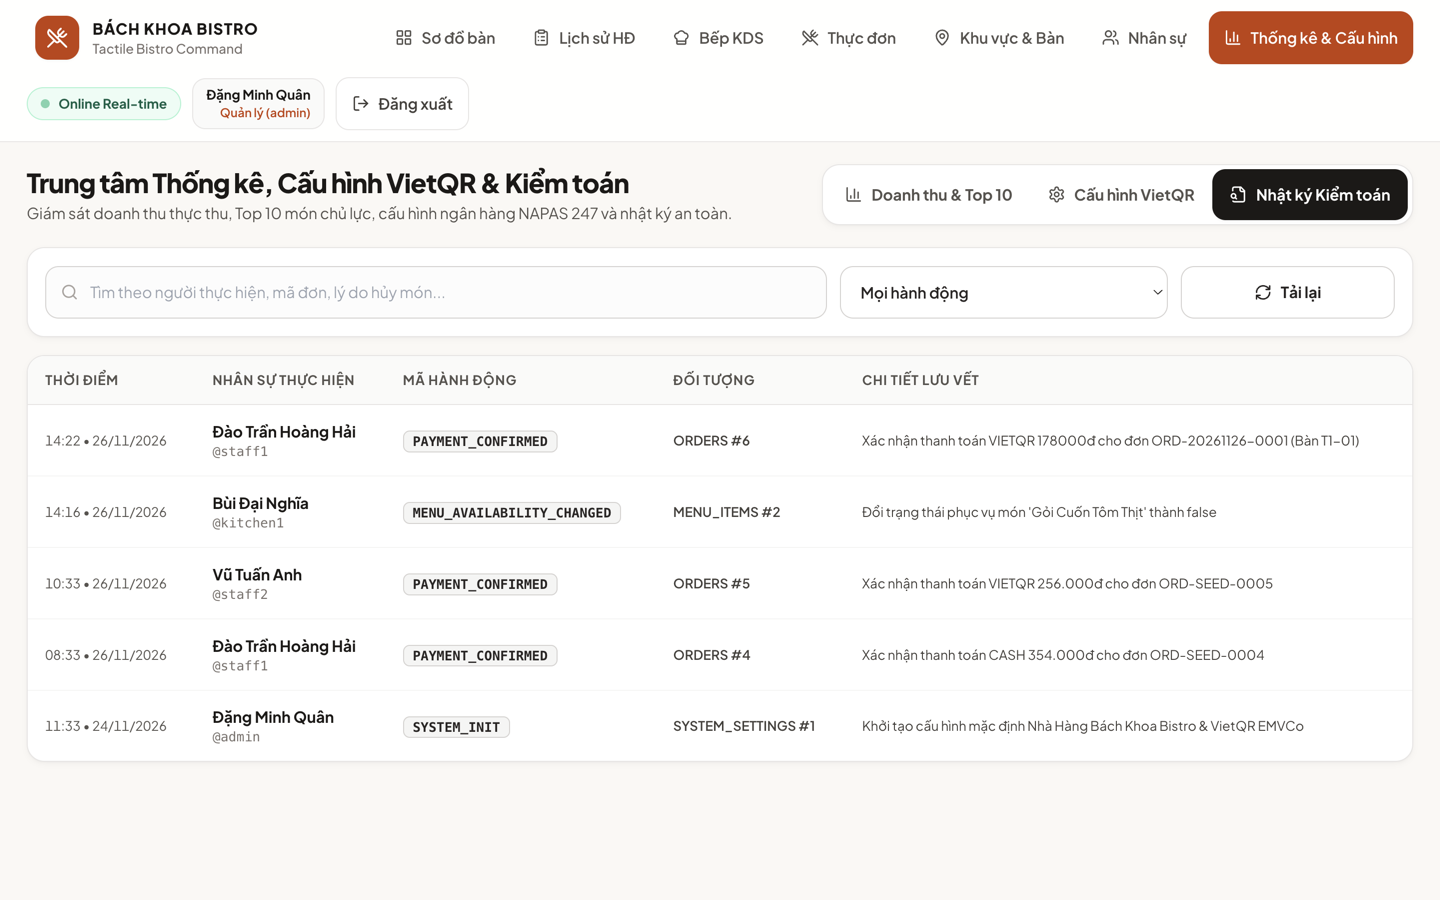 BÁCH KHOA BISTRO
Tactile Bistro Command
Sơ đồ bàn
Lịch sử HĐ
Bếp KDS
Thực đơn
Khu vực & Bàn
Nhân sự
Thống kê & Cấu hình
Online Real-time
Đặng Minh Quân
Quản lý (admin)
Đăng xuất
Trung tâm Thống kê, Cấu hình VietQR & Kiểm toán
Giám sát doanh thu thực thu, Top 10 món chủ lực, cấu hình ngân hàng NAPAS 247 và nhật ký an toàn.
Doanh thu & Top 10
Cấu hình VietQR
Nhật ký Kiểm toán
Tìm theo người thực hiện, mã đơn, lý do hủy món...
Mọi hành động
Tải lại
THỜI ĐIỂM NHÂN SỰ THỰC HIỆN MÃ HÀNH ĐỘNG ĐỐI TƯỢNG CHI TIẾT LƯU VẾT
14:22 • 26/11/2026 Đào Trần Hoàng Hải PAYMENT_CONFIRMED ORDERS #6 Xác nhận thanh toán VIETQR 178000đ cho đơn ORD-20261126-0001 (Bàn T1-01)
@staff1
14:16 • 26/11/2026 Bùi Đại Nghĩa MENU_AVAILABILITY_CHANGED MENU_ITEMS #2 Đổi trạng thái phục vụ món 'Gỏi Cuốn Tôm Thịt' thành false
@kitchen1
10:33 • 26/11/2026 Vũ Tuấn Anh PAYMENT_CONFIRMED ORDERS #5 Xác nhận thanh toán VIETQR 256.000đ cho đơn ORD-SEED-0005
@staff2
08:33 • 26/11/2026 Đào Trần Hoàng Hải PAYMENT_CONFIRMED ORDERS #4 Xác nhận thanh toán CASH 354.000đ cho đơn ORD-SEED-0004
@staff1
11:33 • 24/11/2026 Đặng Minh Quân SYSTEM_INIT SYSTEM_SETTINGS #1 Khởi tạo cấu hình mặc định Nhà Hàng Bách Khoa Bistro & VietQR EMVCo
@admin